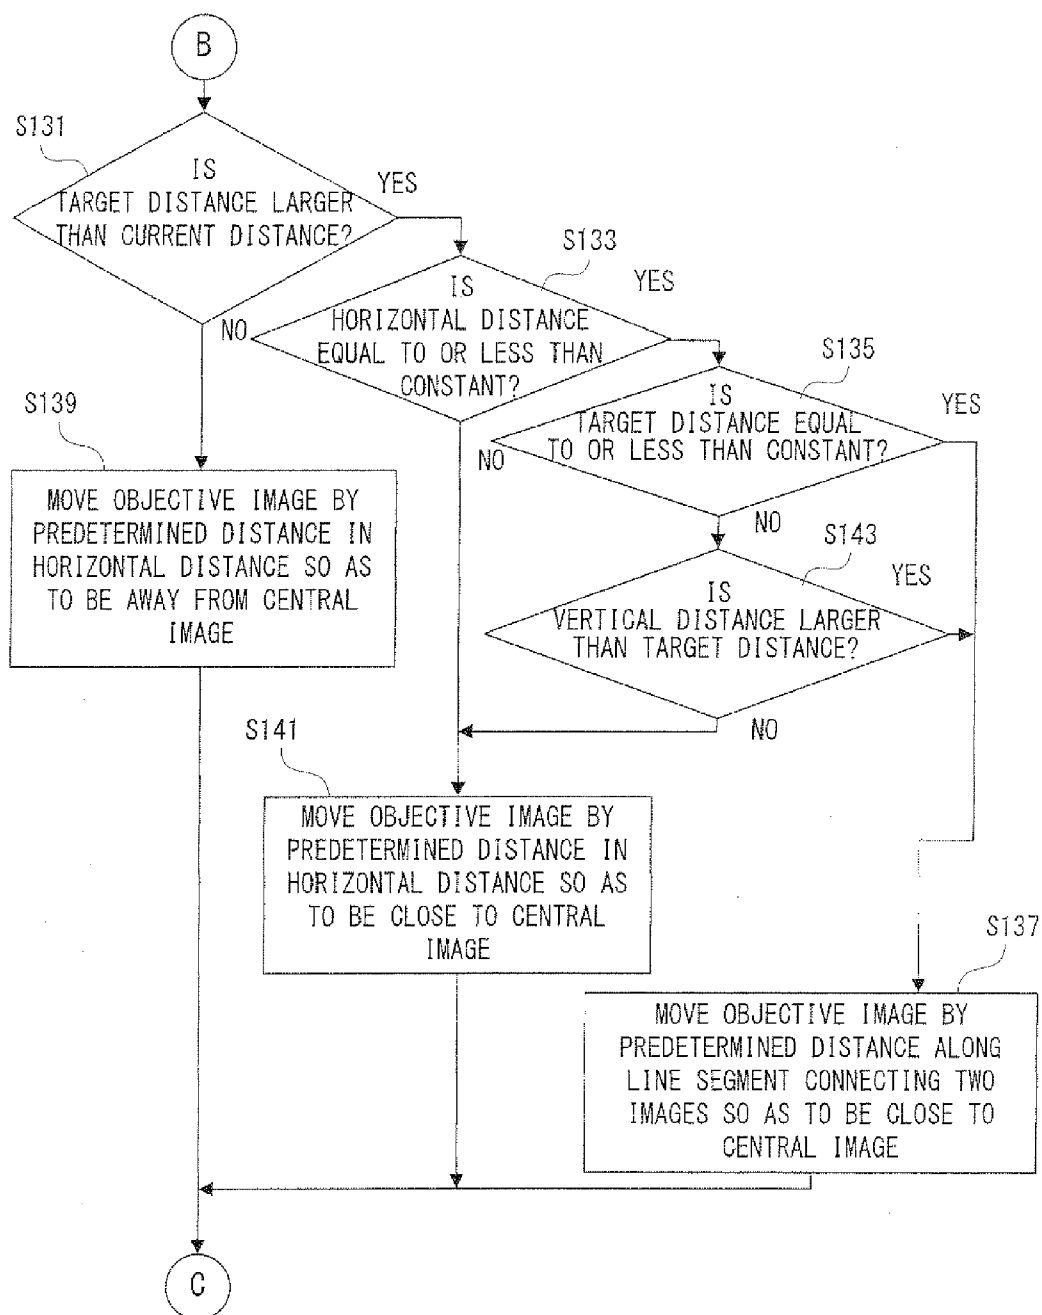 B
S131
IS
TARGET DISTANCE LARGER
THAN CURRENT DISTANCE?
YES
NO
S133
IS
HORIZONTAL DISTANCE
EQUAL TO OR LESS THAN
CONSTANT?
YES
NO
S135
IS
TARGET DISTANCE EQUAL
TO OR LESS THAN CONSTANT?
YES
NO
S139
MOVE OBJECTIVE IMAGE BY
PREDETERMINED DISTANCE IN
HORIZONTAL DISTANCE SO AS
TO BE AWAY FROM CENTRAL
IMAGE
S143
IS
VERTICAL DISTANCE LARGER
THAN TARGET DISTANCE?
YES
NO
S141
MOVE OBJECTIVE IMAGE BY
PREDETERMINED DISTANCE IN
HORIZONTAL DISTANCE SO AS
TO BE CLOSE TO CENTRAL
IMAGE
S137
MOVE OBJECTIVE IMAGE BY
PREDETERMINED DISTANCE ALONG
LINE SEGMENT CONNECTING TWO
IMAGES SO AS TO BE CLOSE TO
CENTRAL IMAGE
C